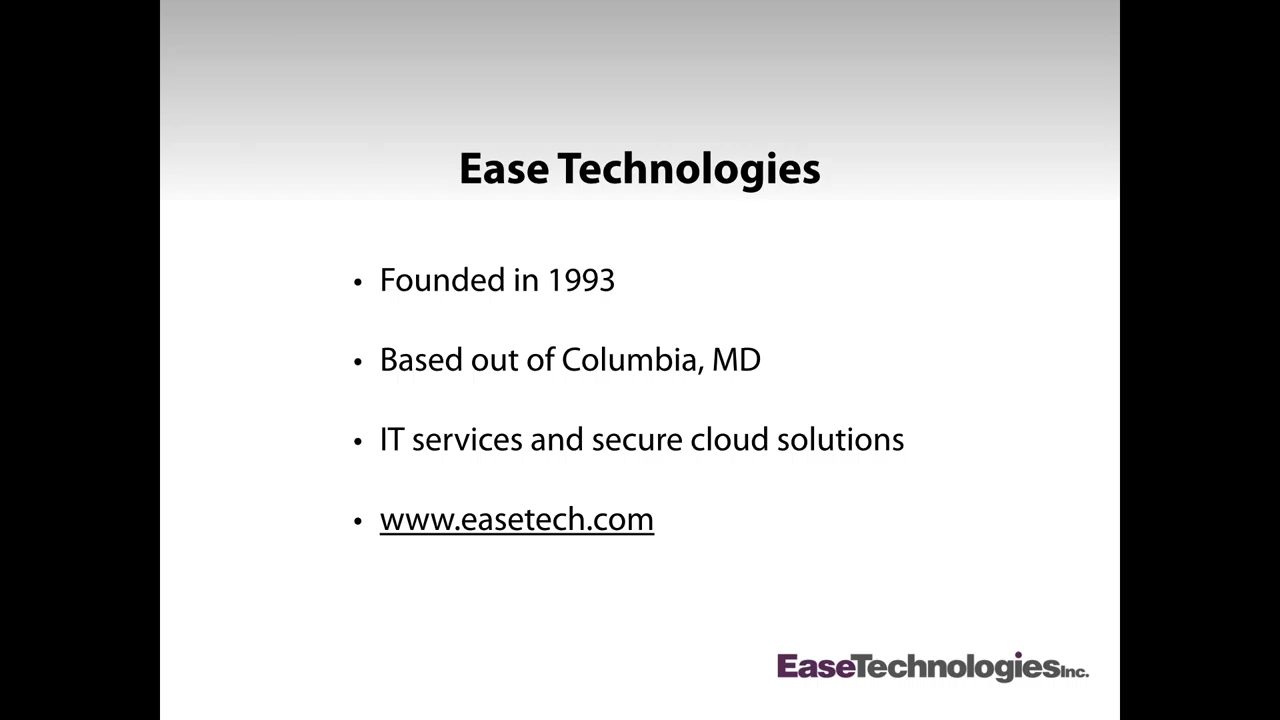 Ease Technologies
• Founded in 1993
• Based out of Columbia, MD
• IT services and secure cloud solutions
• www.easetech.com
EaseTechnologiesInc.